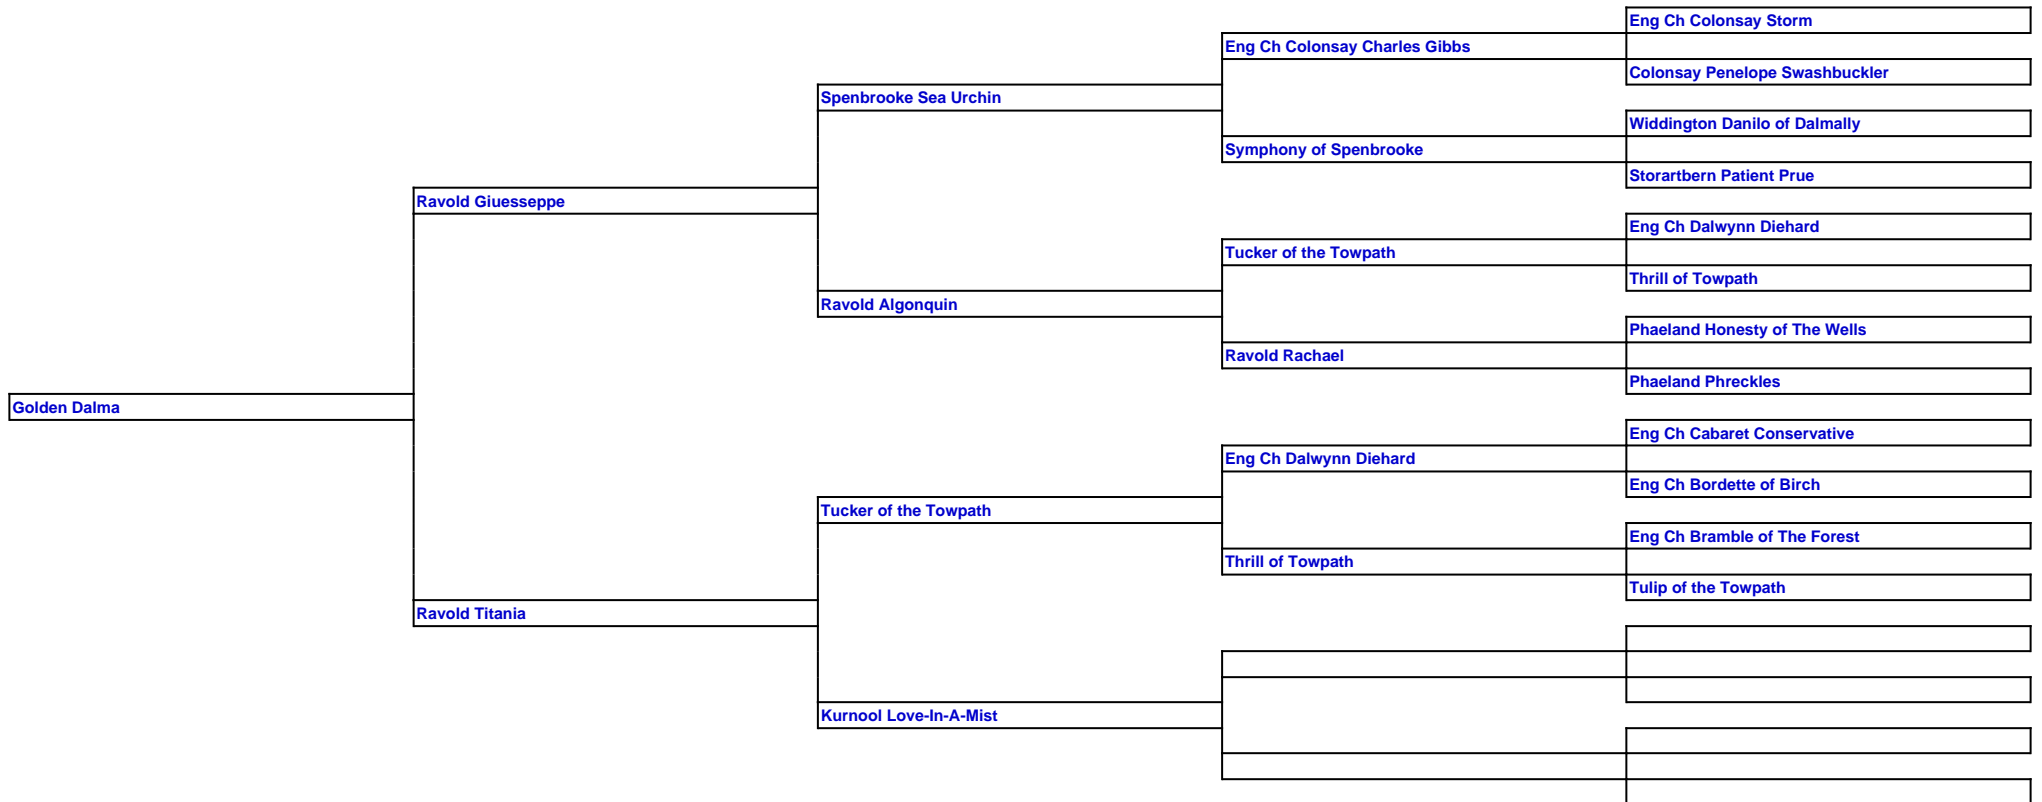 Eng Ch Colonsay Storm
Eng Ch Colonsay Charles Gibbs
Colonsay Penelope Swashbuckler
Spenbrooke Sea Urchin
Widdington Danilo of Dalmally
Symphony of Spenbrooke
Storartbern Patient Prue
Ravold Giuesseppe
Eng Ch Dalwynn Diehard
Tucker of the Towpath
Thrill of Towpath
Ravold Algonquin
Phaeland Honesty of The Wells
Ravold Rachael
Phaeland Phreckles
Golden Dalma
Eng Ch Cabaret Conservative
Eng Ch Dalwynn Diehard
Eng Ch Bordette of Birch
Tucker of the Towpath
Eng Ch Bramble of The Forest
Thrill of Towpath
Tulip of the Towpath
Ravold Titania
Kurnool Love-In-A-Mist